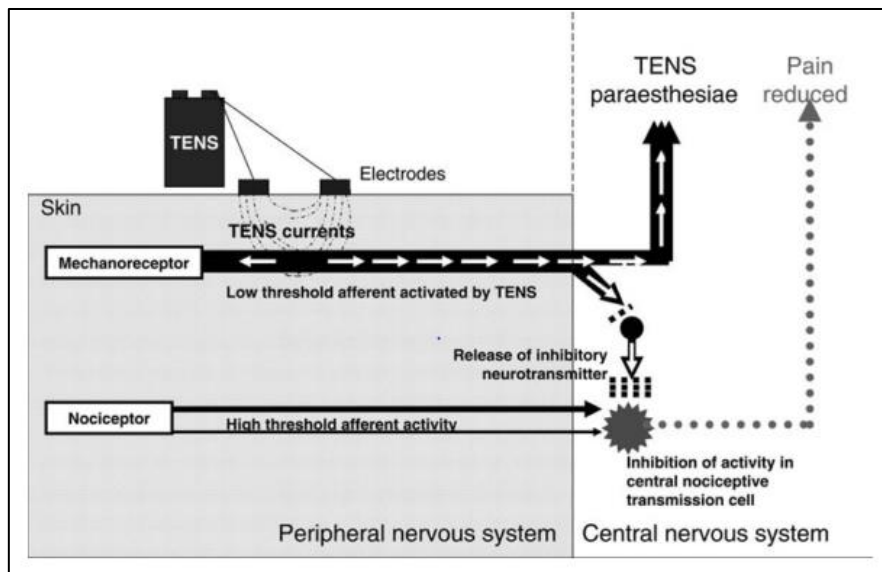 TENS
paraesthesiae
Pain
reduced
TENS
Electrodes
Skin
TENS currents
Mechanoreceptor
Low threshold afferent activated by TENS
Release of inhibitory
neurotransmitter
Nociceptor
High threshold afferent activity
Inhibition of activity in
central nociceptive
transmission cell
Peripheral nervous system
Central nervous system